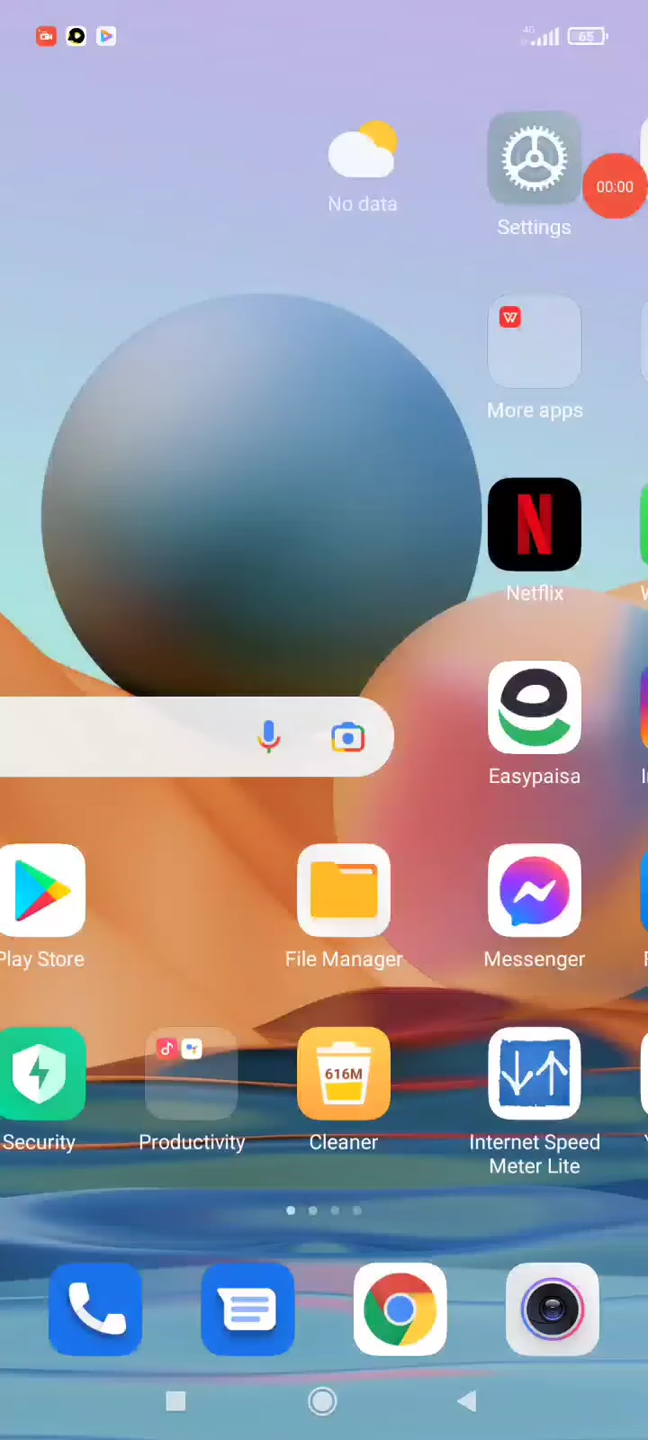 4G
65
No data
Settings
00:00
W
More apps
N
Netflix
Easypaisa
Play Store
File Manager
Messenger
616M
Security
Productivity
Cleaner
Internet Speed
Meter Lite